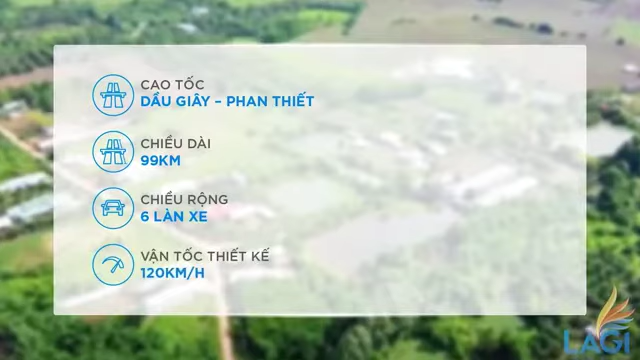 CAO TỐC
DẦU GIÂY – PHAN THIẾT
CHIỀU DÀI
99KM
CHIỀU RỘNG
6 LÀN XE
VẬN TỐC THIẾT KẾ
120KM/H
LAGI